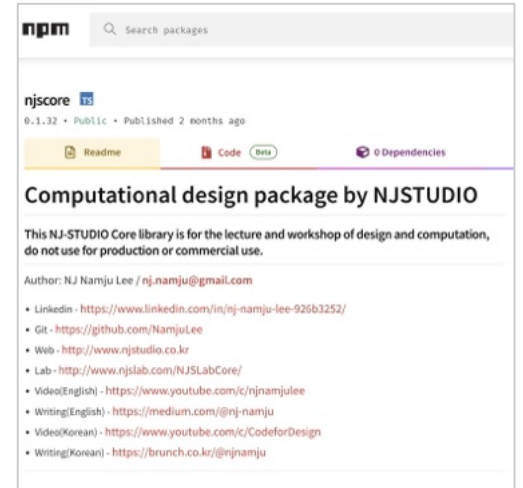 npm
Search packages
njscore TS
0.1.32 • Public • Published 2 months ago
Readme
Code Beta
0 Dependencies
Computational design package by NJSTUDIO
This NJ-STUDIO Core library is for the lecture and workshop of design and computation,
do not use for production or commercial use.
Author: NJ Namju Lee / nj.namju@gmail.com
• Linkedin - https://www.linkedin.com/in/nj-namju-lee-926b3252/
• Git - https://github.com/NamjuLee
• Web - http://www.njstudio.co.kr
• Lab - http://www.njslab.com/NJSLabCore/
• Video(English) - https://www.youtube.com/c/njnamjulee
• Writing(English) - https://medium.com/@nj-namju
• Video(Korean) - https://www.youtube.com/c/CodeforDesign
• Writing(Korean) - https://brunch.co.kr/@njnamju